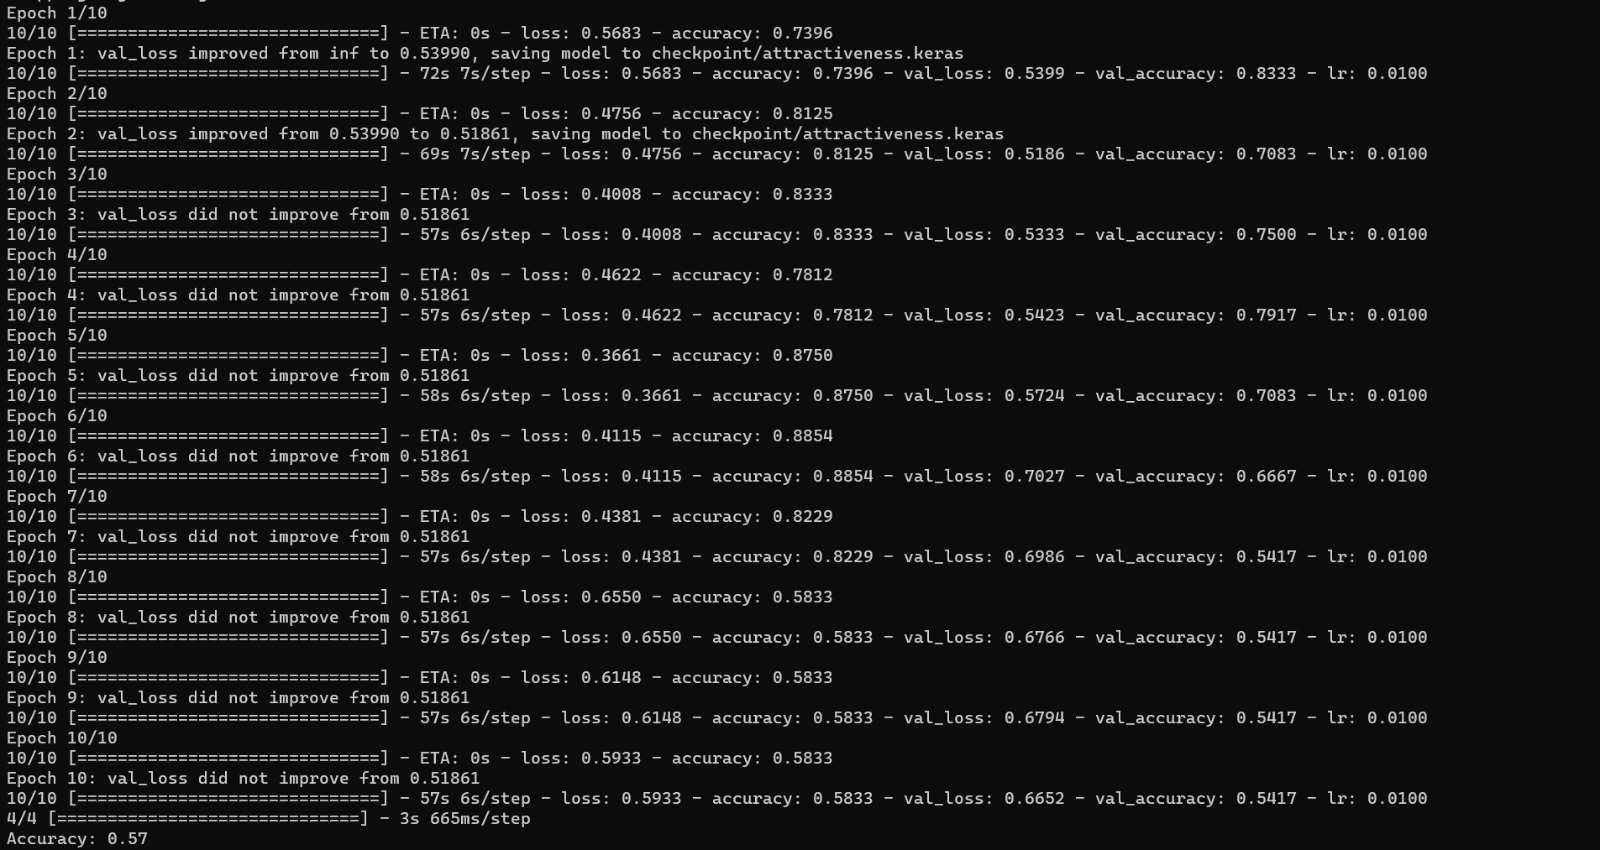 Epoch 1/10
10/10 [==============================] - ETA: 0s - loss: 0.5683 - accuracy: 0.7396
Epoch 1: val_loss improved from inf to 0.53990, saving model to checkpoint/attractiveness.keras
10/10 [==============================] - 72s 7s/step - loss: 0.5683 - accuracy: 0.7396 - val_loss: 0.5399 - val_accuracy: 0.8333 - lr: 0.0100
Epoch 2/10
10/10 [==============================] - ETA: 0s - loss: 0.4756 - accuracy: 0.8125
Epoch 2: val_loss improved from 0.53990 to 0.51861, saving model to checkpoint/attractiveness.keras
10/10 [==============================] - 69s 7s/step - loss: 0.4756 - accuracy: 0.8125 - val_loss: 0.5186 - val_accuracy: 0.7083 - lr: 0.0100
Epoch 3/10
10/10 [==============================] - ETA: 0s - loss: 0.4008 - accuracy: 0.8333
Epoch 3: val_loss did not improve from 0.51861
10/10 [==============================] - 57s 6s/step - loss: 0.4008 - accuracy: 0.8333 - val_loss: 0.5333 - val_accuracy: 0.7500 - lr: 0.0100
Epoch 4/10
10/10 [==============================] - ETA: 0s - loss: 0.4622 - accuracy: 0.7812
Epoch 4: val_loss did not improve from 0.51861
10/10 [==============================] - 57s 6s/step - loss: 0.4622 - accuracy: 0.7812 - val_loss: 0.5423 - val_accuracy: 0.7917 - lr: 0.0100
Epoch 5/10
10/10 [==============================] - ETA: 0s - loss: 0.3661 - accuracy: 0.8750
Epoch 5: val_loss did not improve from 0.51861
10/10 [==============================] - 58s 6s/step - loss: 0.3661 - accuracy: 0.8750 - val_loss: 0.5724 - val_accuracy: 0.7083 - lr: 0.0100
Epoch 6/10
10/10 [==============================] - ETA: 0s - loss: 0.4115 - accuracy: 0.8854
Epoch 6: val_loss did not improve from 0.51861
10/10 [==============================] - 58s 6s/step - loss: 0.4115 - accuracy: 0.8854 - val_loss: 0.7027 - val_accuracy: 0.6667 - lr: 0.0100
Epoch 7/10
10/10 [==============================] - ETA: 0s - loss: 0.4381 - accuracy: 0.8229
Epoch 7: val_loss did not improve from 0.51861
10/10 [==============================] - 57s 6s/step - loss: 0.4381 - accuracy: 0.8229 - val_loss: 0.6986 - val_accuracy: 0.5417 - lr: 0.0100
Epoch 8/10
10/10 [==============================] - ETA: 0s - loss: 0.6550 - accuracy: 0.5833
Epoch 8: val_loss did not improve from 0.51861
10/10 [==============================] - 57s 6s/step - loss: 0.6550 - accuracy: 0.5833 - val_loss: 0.6766 - val_accuracy: 0.5417 - lr: 0.0100
Epoch 9/10
10/10 [==============================] - ETA: 0s - loss: 0.6148 - accuracy: 0.5833
Epoch 9: val_loss did not improve from 0.51861
10/10 [==============================] - 57s 6s/step - loss: 0.6148 - accuracy: 0.5833 - val_loss: 0.6794 - val_accuracy: 0.5417 - lr: 0.0100
Epoch 10/10
10/10 [==============================] - ETA: 0s - loss: 0.5933 - accuracy: 0.5833
Epoch 10: val_loss did not improve from 0.51861
10/10 [==============================] - 57s 6s/step - loss: 0.5933 - accuracy: 0.5833 - val_loss: 0.6652 - val_accuracy: 0.5417 - lr: 0.0100
4/4 [==============================] - 3s 665ms/step
Accuracy: 0.57